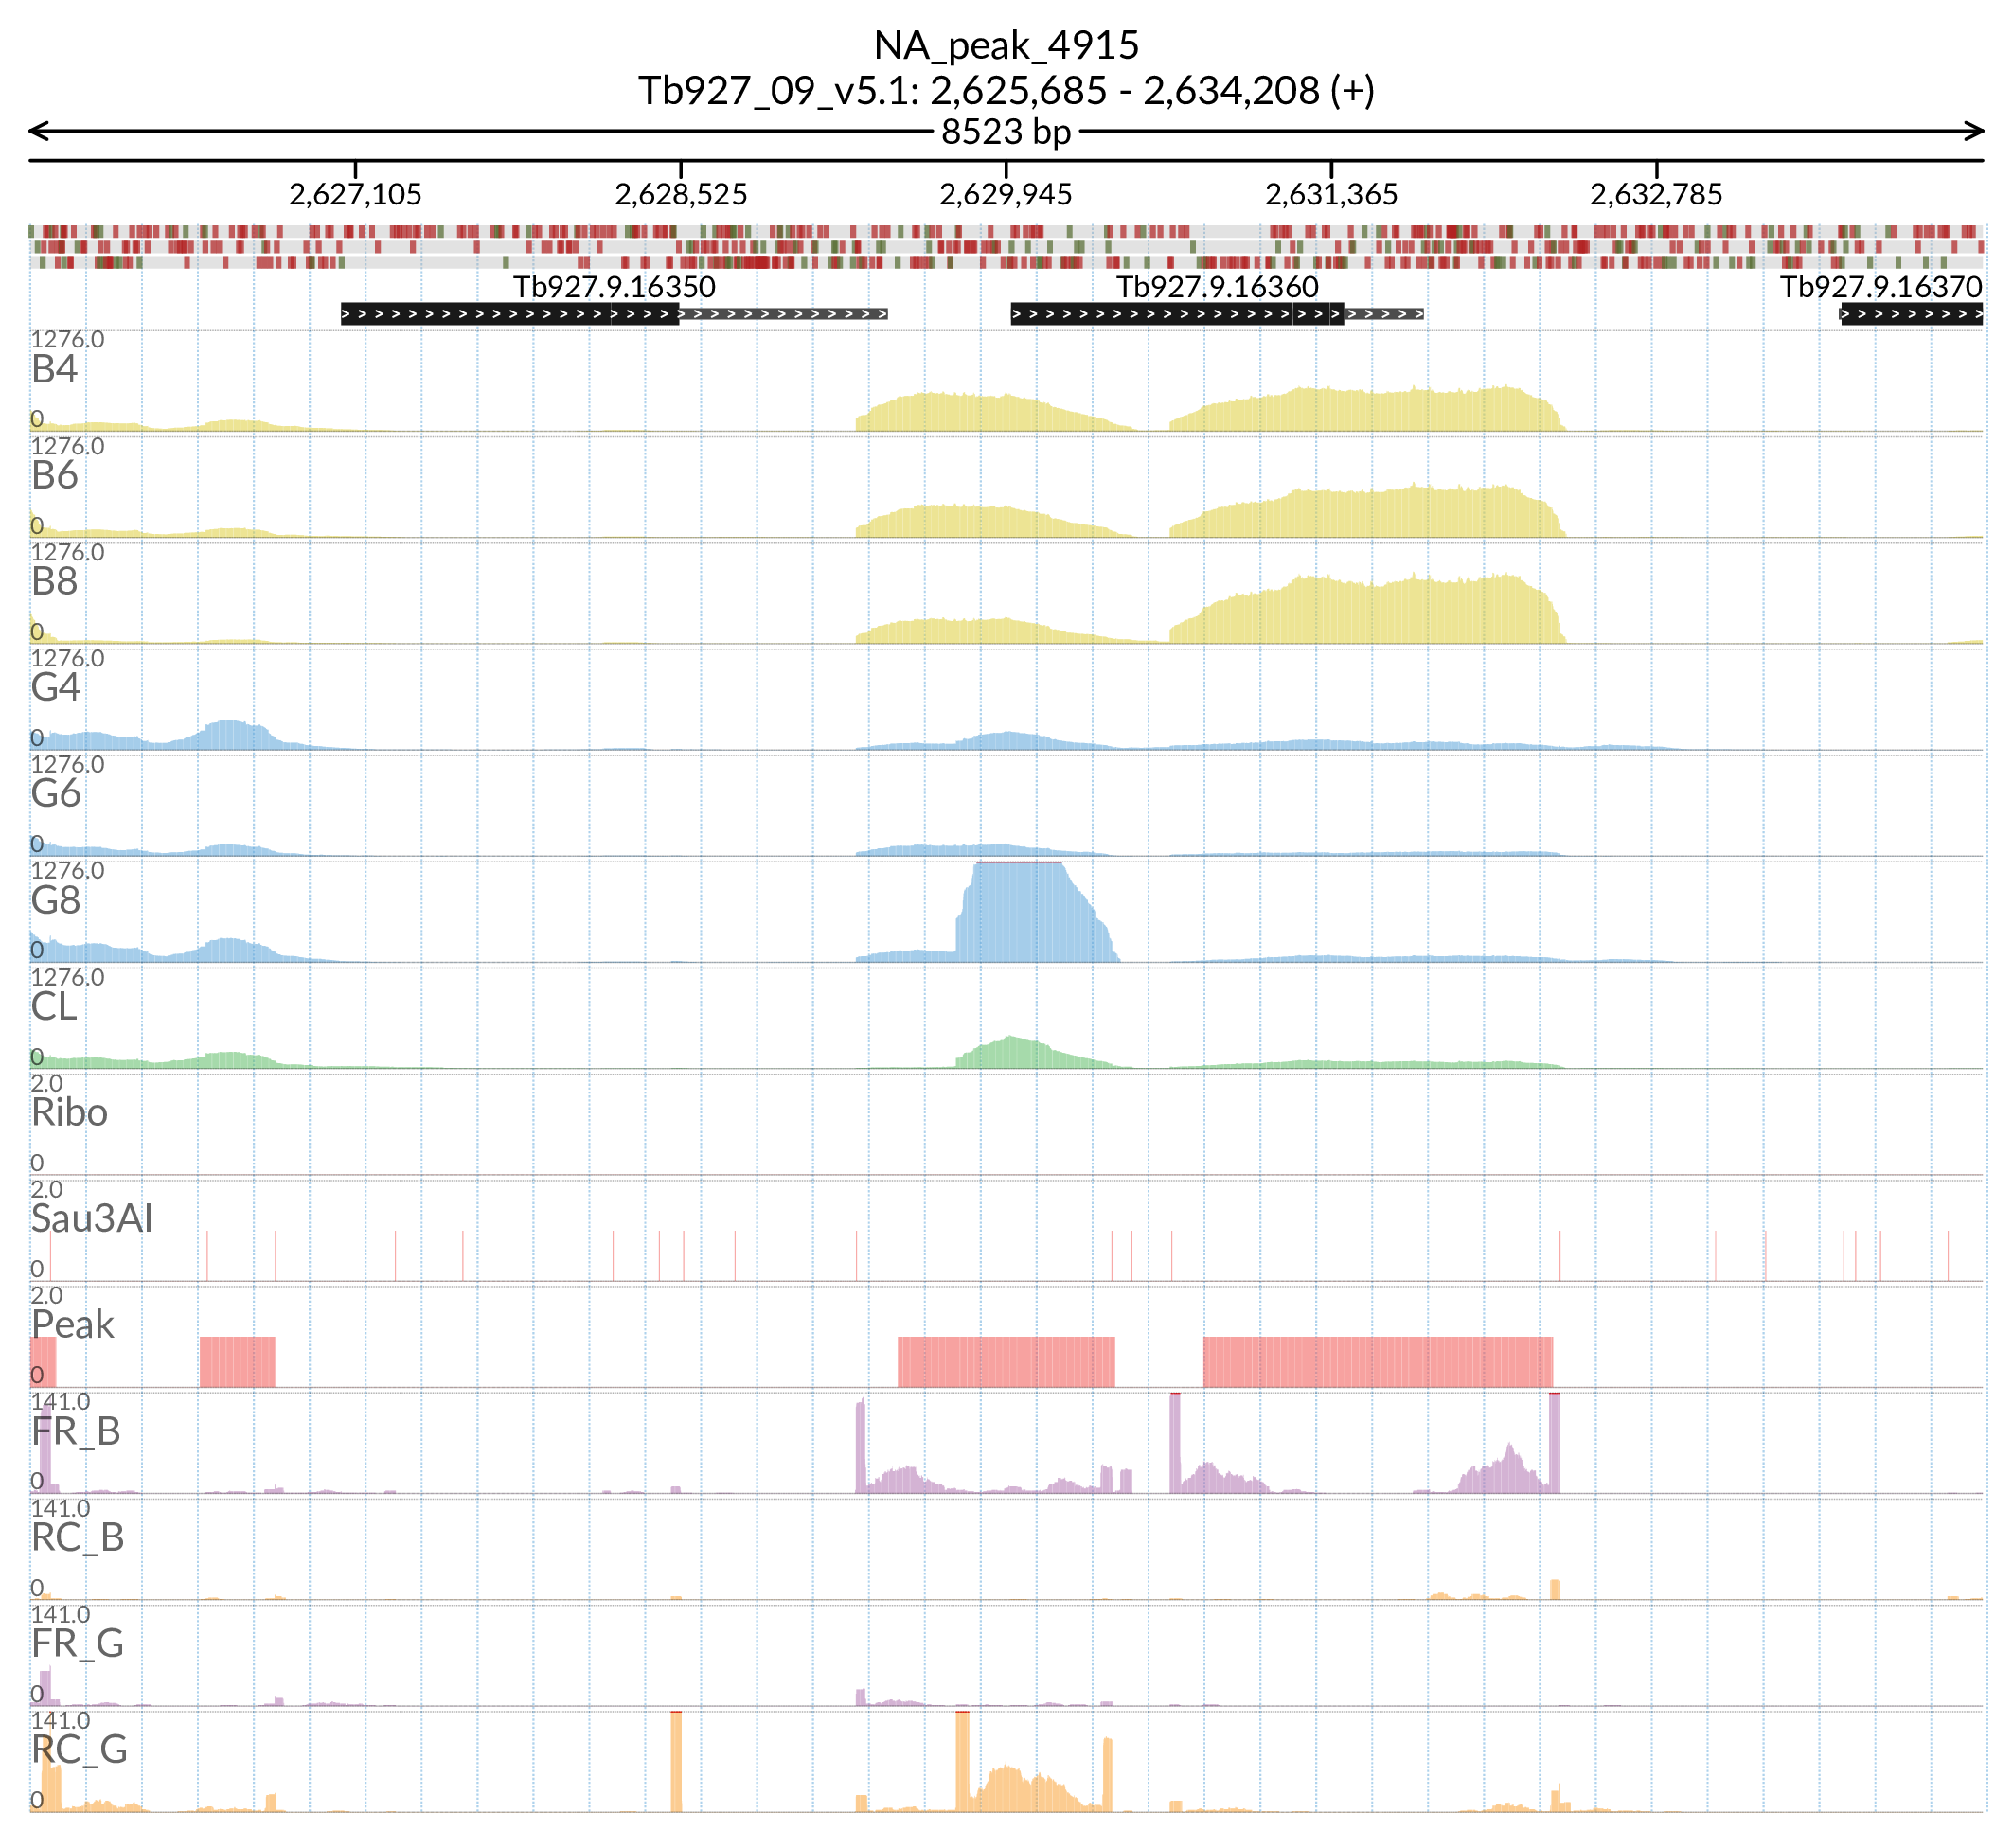 NA_peak_4915
Tb927_09_v5.1: 2,625,685 - 2,634,208 (+)
8523 bp
2,627,105 2,628,525 2,629,945 2,631,365 2,632,785
Tb927.9.16350 Tb927.9.16360 Tb927.9.16370
1276.0
B4
0
1276.0
B6
0
1276.0
B8
0
1276.0
G4
0
1276.0
G6
0
1276.0
G8
0
1276.0
CL
0
2.0
Ribo
0
2.0
Sau3AI
0
2.0
Peak
0
141.0
FR_B
0
141.0
RC_B
0
141.0
FR_G
0
141.0
RC_G
0